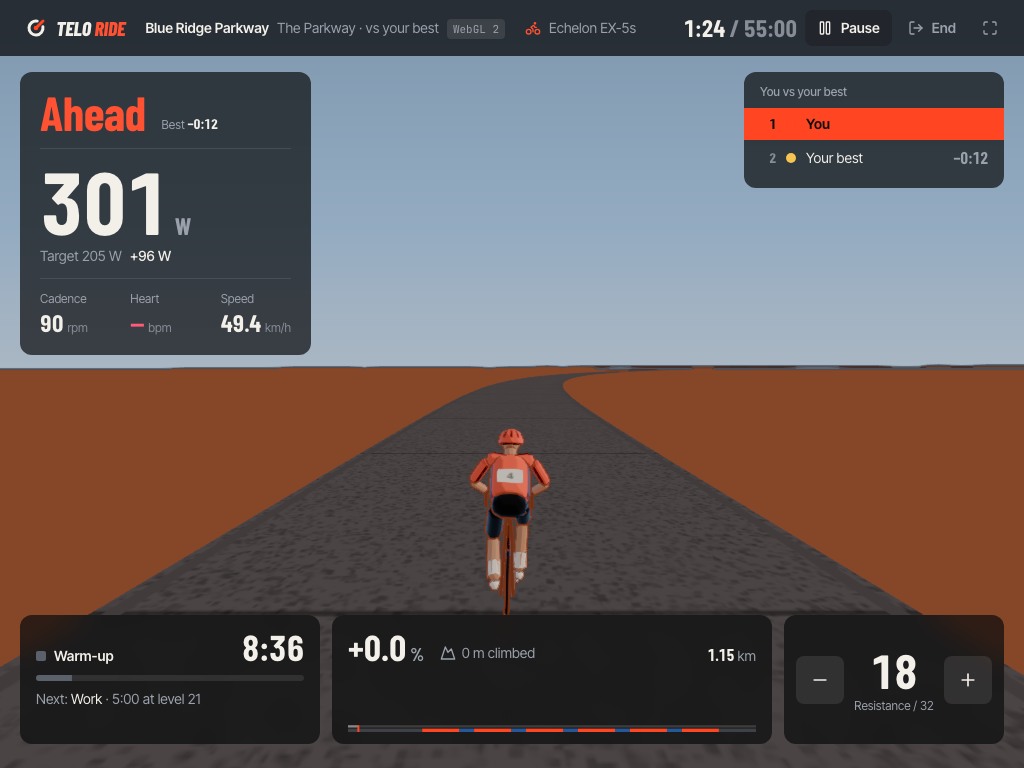 TELO RIDE Blue Ridge Parkway The Parkway · vs your best WebGL 2 Echelon EX-5s 1:24 / 55:00 Pause End
Ahead Best −0:12
301 W
Target 205 W +96 W
Cadence Heart Speed
90 rpm – bpm 49.4 km/h
You vs your best
1 You
2 Your best −0:12
4
Warm-up 8:36
Next: Work · 5:00 at level 21
+0.0 % 0 m climbed 1.15 km
− 18 +
Resistance / 32